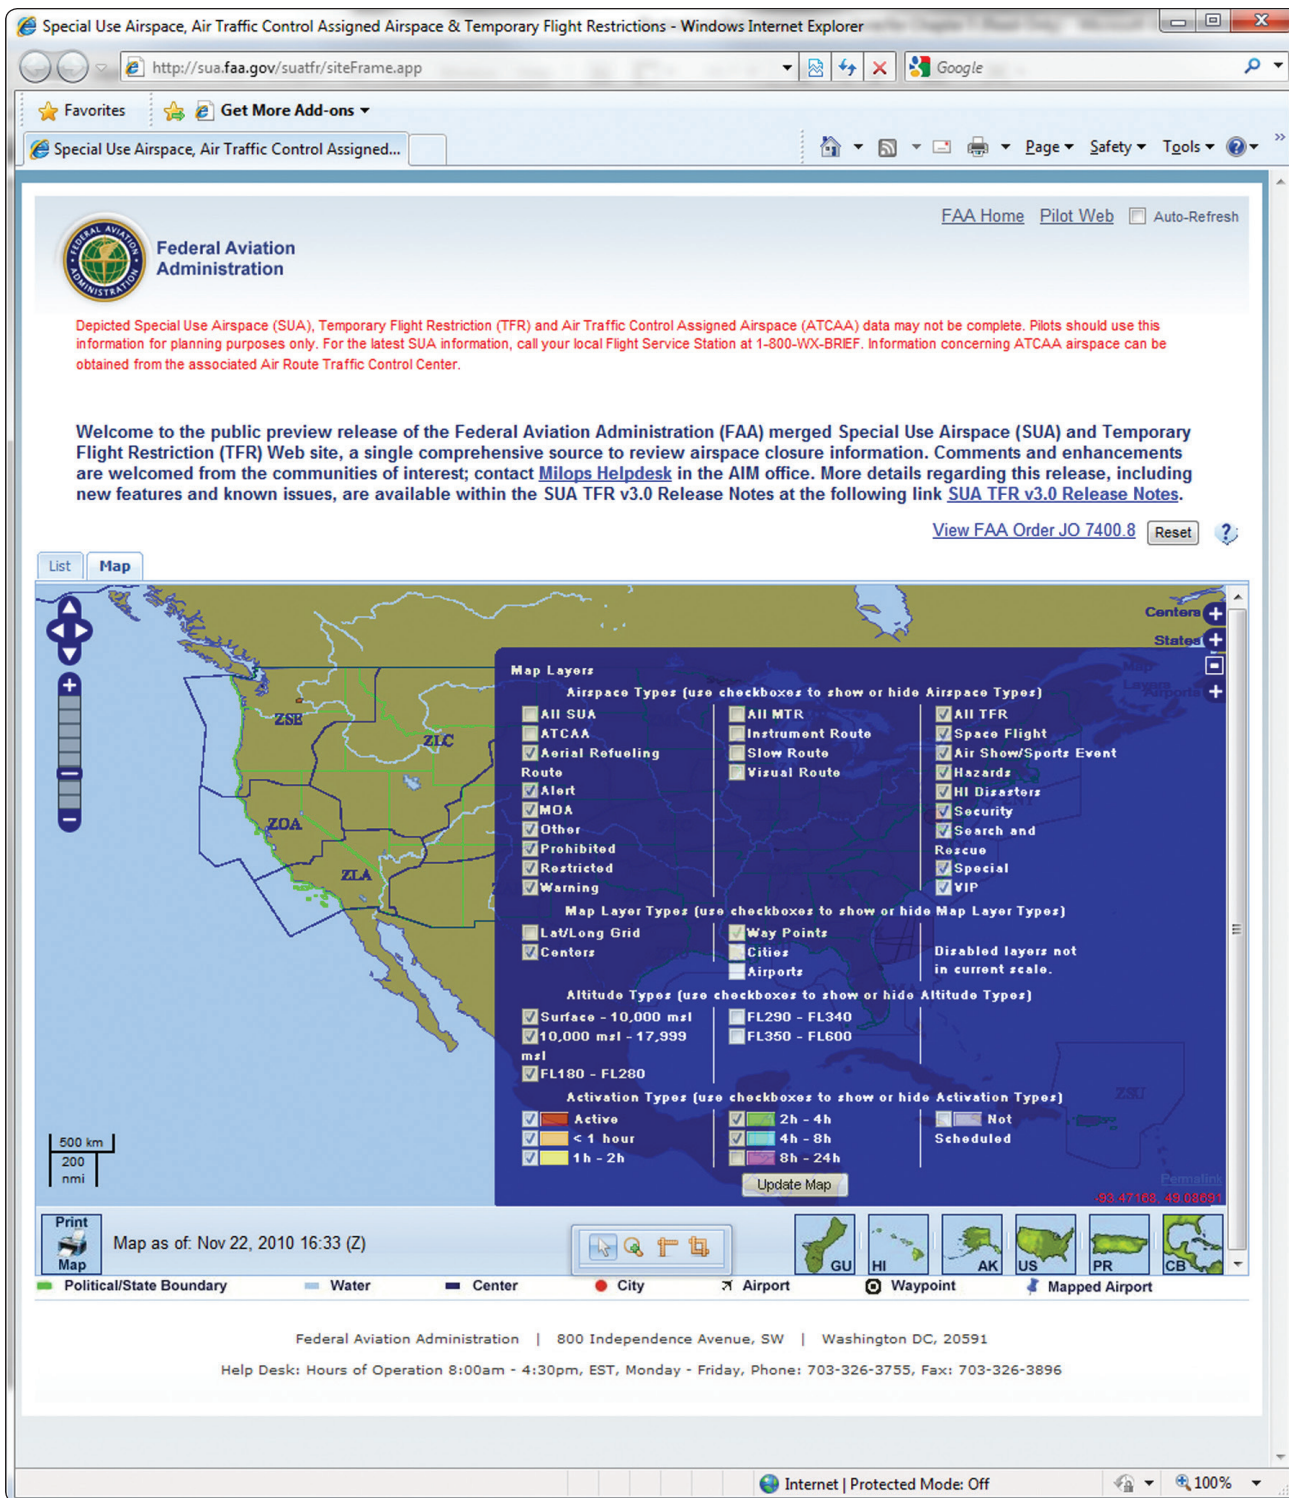 Special Use Airspace, Air Traffic Control Assigned Airspace & Temporary Flight Restrictions - Windows Internet Explorer
http://sua.faa.gov/suatfr/siteFrame.app
Google
Favorites
Get More Add-ons
Special Use Airspace, Air Traffic Control Assigned...
Page
Safety
Tools
FAA Home Pilot Web Auto-Refresh
Federal Aviation
Administration
Depicted Special Use Airspace (SUA), Temporary Flight Restriction (TFR) and Air Traffic Control Assigned Airspace (ATCAA) data may not be complete. Pilots should use this
information for planning purposes only. For the latest SUA information, call your local Flight Service Station at 1-800-WX-BRIEF. Information concerning ATCAA airspace can be
obtained from the associated Air Route Traffic Control Center.
Welcome to the public preview release of the Federal Aviation Administration (FAA) merged Special Use Airspace (SUA) and Temporary
Flight Restriction (TFR) Web site, a single comprehensive source to review airspace closure information. Comments and enhancements
are welcomed from the communities of interest; contact Milops Helpdesk in the AIM office. More details regarding this release, including
new features and known issues, are available within the SUA TFR v3.0 Release Notes at the following link SUA TFR v3.0 Release Notes.
View FAA Order JO 7400.8 Reset
List Map
Centers
States
Map
Layers
Airports
ZSE
ZLC
ZOA
ZLA
ZSU
Map Layers
Airspace Types (use checkboxes to show or hide Airspace Types)
All SUA
ATCAA
Aerial Refueling
Route
Alert
MOA
Other
Prohibited
Restricted
Warning
All MTR
Instrument Route
Slow Route
Visual Route
All TFR
Space Flight
Air Show/Sports Event
Hazards
HI Disasters
Security
Search and
Rescue
Special
VIP
Map Layer Types (use checkboxes to show or hide Map Layer Types)
Lat/Long Grid
Centers
Way Points
Cities
Airports
Disabled layers not
in current scale.
Altitude Types (use checkboxes to show or hide Altitude Types)
Surface - 10,000 msl
10,000 msl - 17,999
msl
FL180 - FL280
FL290 - FL340
FL350 - FL600
Activation Types (use checkboxes to show or hide Activation Types)
Active
< 1 hour
1h - 2h
2h - 4h
4h - 8h
8h - 24h
Not
Scheduled
Update Map
500 km
200
nmi
Permalink
-93.47168, 49.08691
Print
Map
Map as of: Nov 22, 2010 16:33 (Z)
GU HI AK US PR CB
Political/State Boundary Water Center City Airport Waypoint Mapped Airport
Federal Aviation Administration | 800 Independence Avenue, SW | Washington DC, 20591
Help Desk: Hours of Operation 8:00am - 4:30pm, EST, Monday - Friday, Phone: 703-326-3755, Fax: 703-326-3896
Internet | Protected Mode: Off
100%